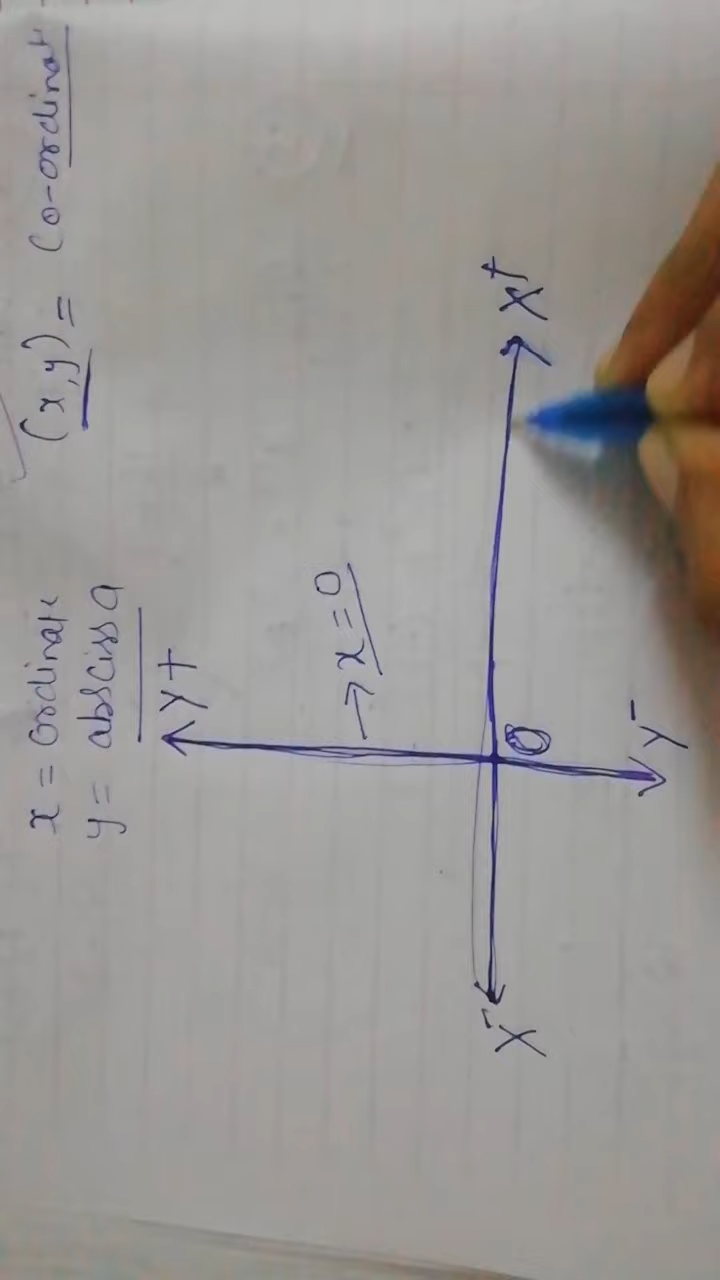 x = ordinate (x,y) = Co-ordinat
y = abscissa
y+
→ x = 0
X- O X+
y-